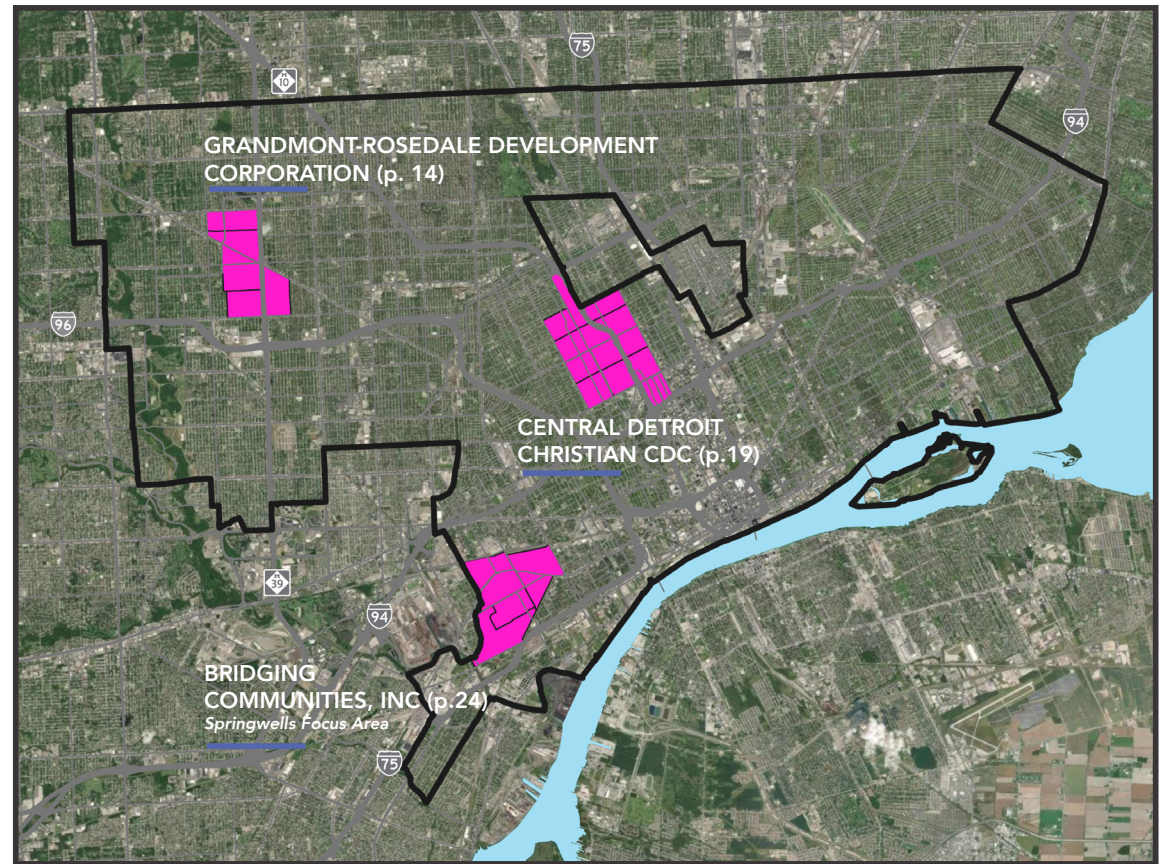 75
M
10
94
GRANDMONT-ROSEDALE DEVELOPMENT
CORPORATION (p. 14)
96
CENTRAL DETROIT
CHRISTIAN CDC (p.19)
39
94
BRIDGING
COMMUNITIES, INC (p.24)
Springwells Focus Area
75